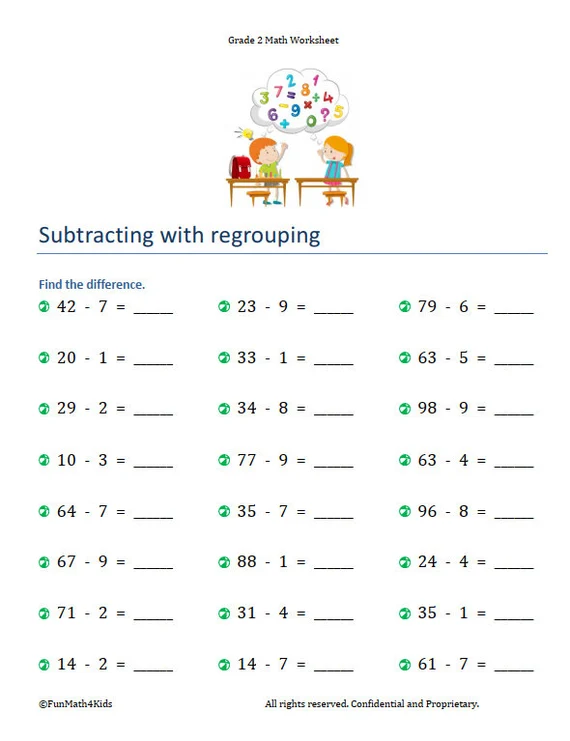 Grade 2 Math Worksheet
2 1
3 7 = 8 + 4
6 - 9 × ? 5
+ 0
Subtracting with regrouping
Find the difference.
42 - 7 = _____ 23 - 9 = _____ 79 - 6 = _____
20 - 1 = _____ 33 - 1 = _____ 63 - 5 = _____
29 - 2 = _____ 34 - 8 = _____ 98 - 9 = _____
10 - 3 = _____ 77 - 9 = _____ 63 - 4 = _____
64 - 7 = _____ 35 - 7 = _____ 96 - 8 = _____
67 - 9 = _____ 88 - 1 = _____ 24 - 4 = _____
71 - 2 = _____ 31 - 4 = _____ 35 - 1 = _____
14 - 2 = _____ 14 - 7 = _____ 61 - 7 = _____
©FunMath4Kids All rights reserved. Confidential and Proprietary.